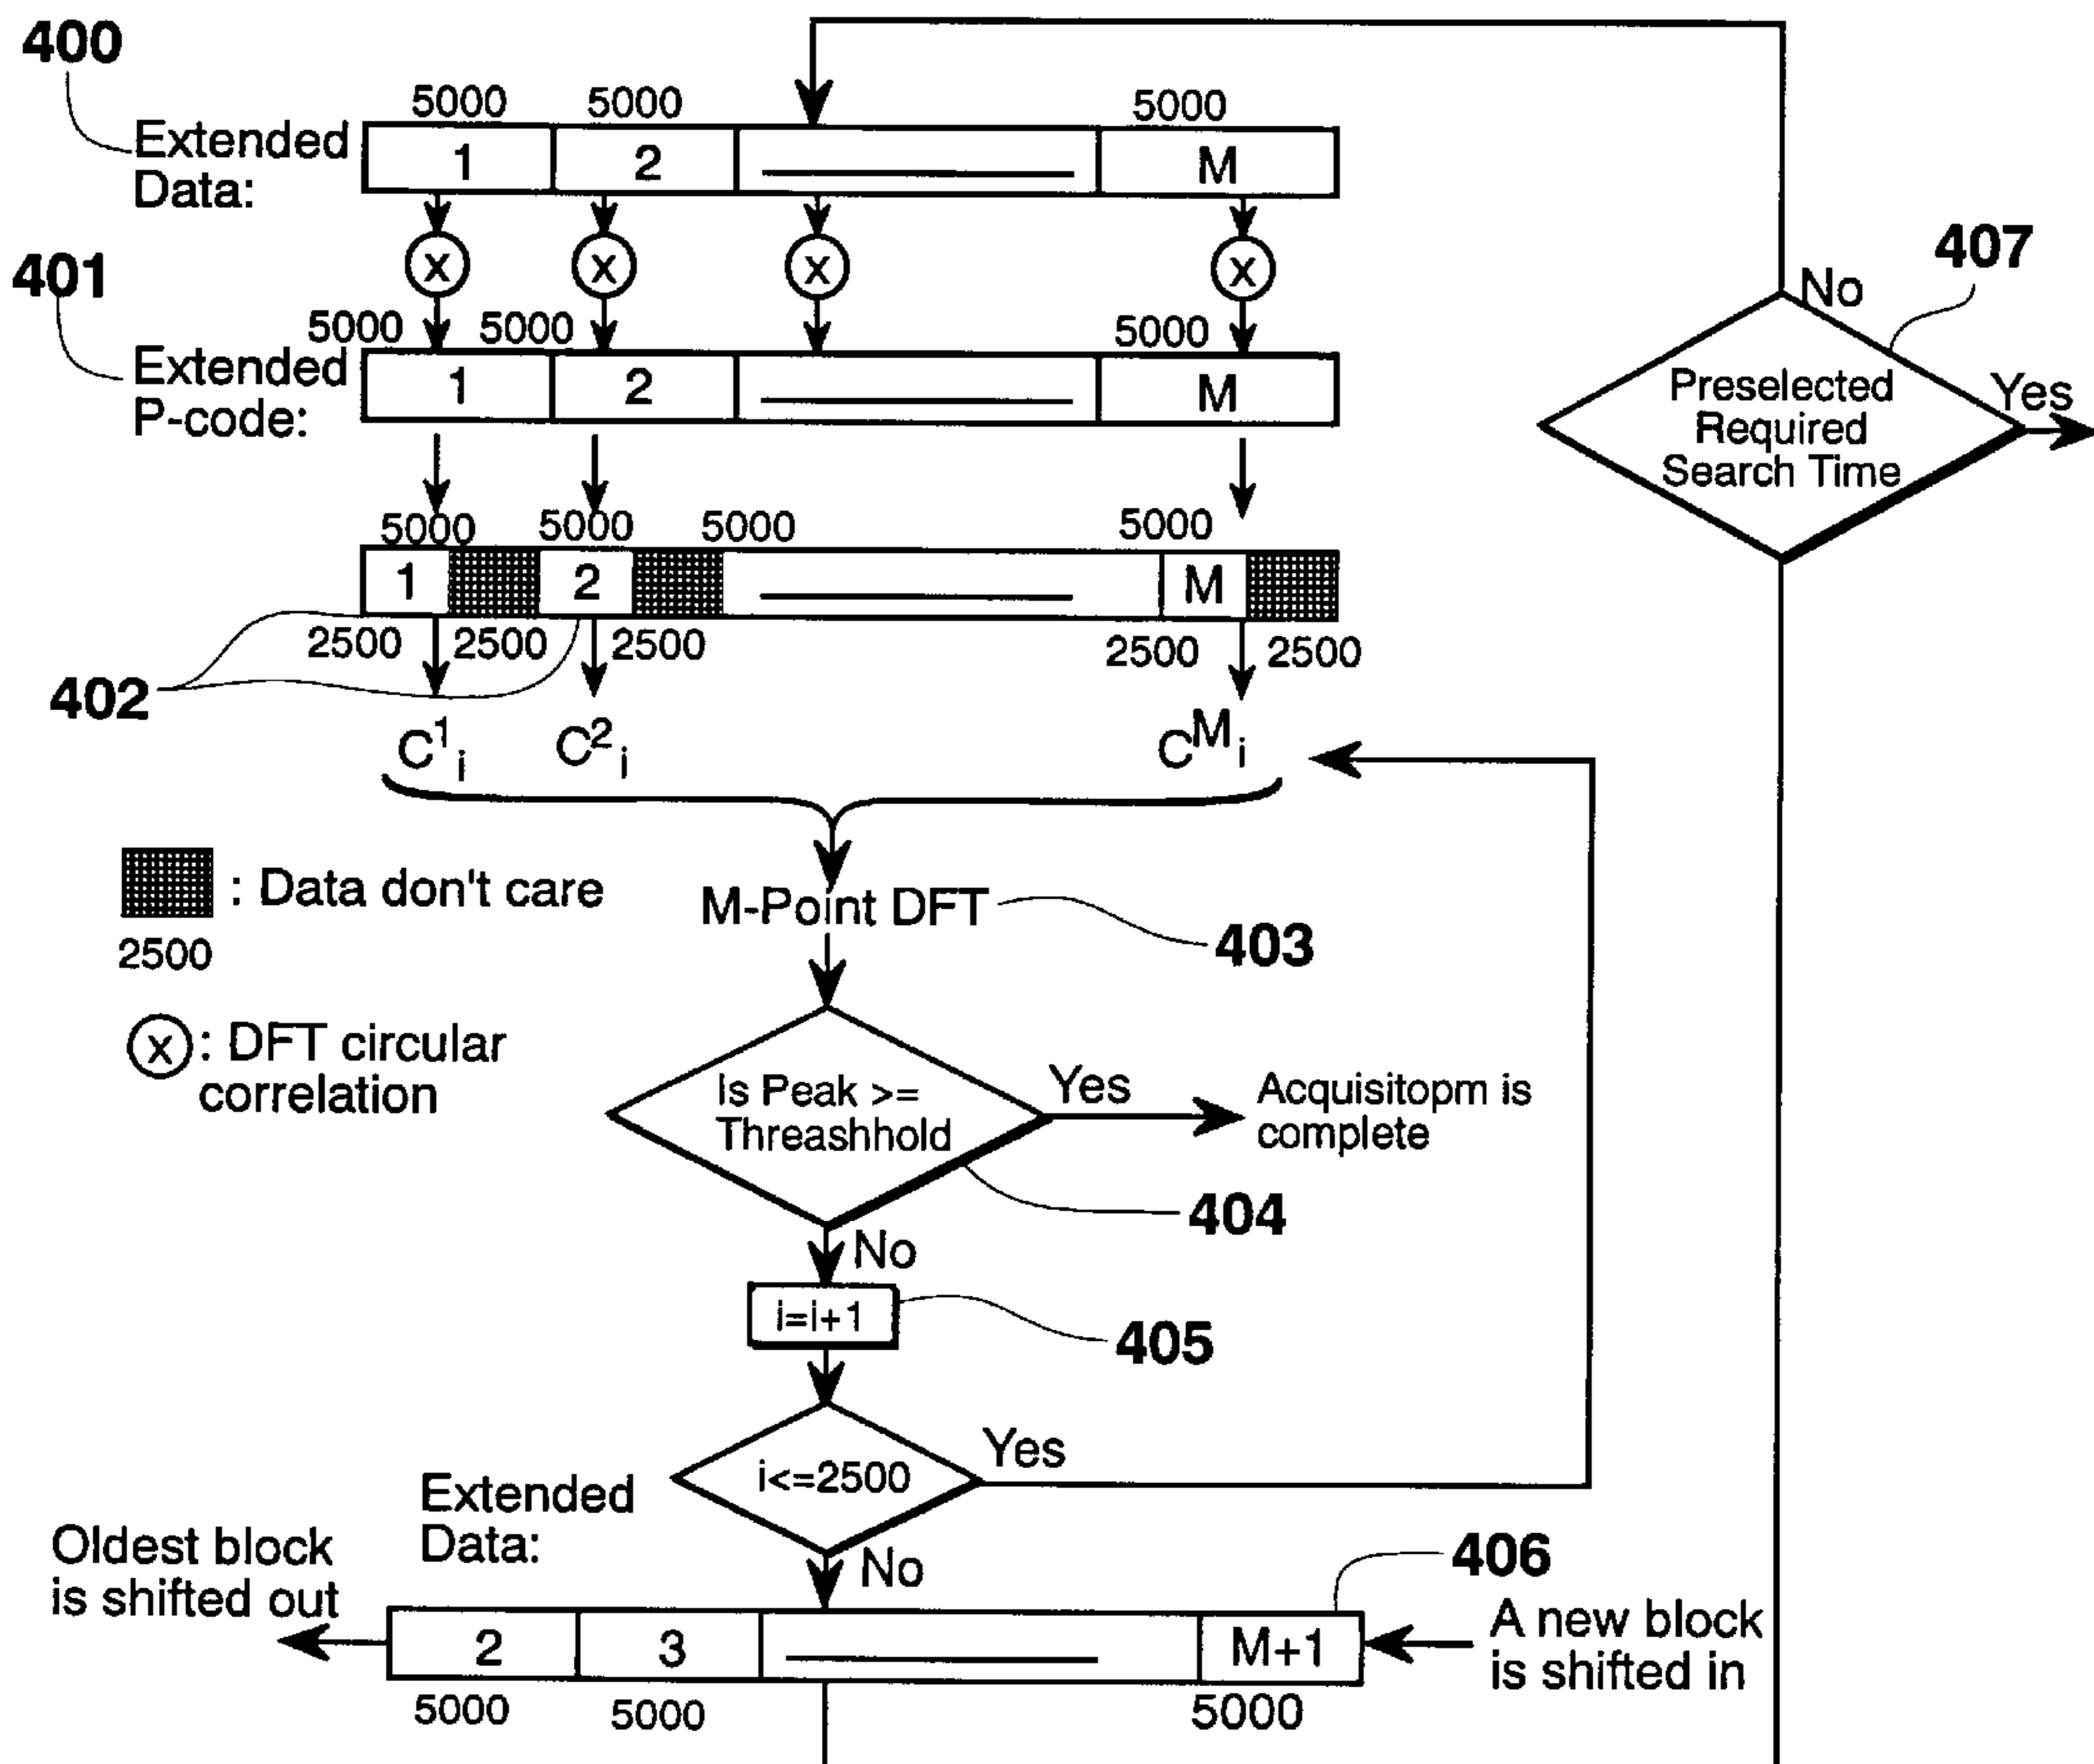 400
5000 5000 5000
Extended
Data:
1 2 M
x x x x
401
5000 5000 5000
Extended
P-code:
1 2 M
407
No
Preselected
Required
Search Time
Yes
5000 5000 5000 5000
1 2 M
2500 2500 2500 2500 2500
402
C1i C2i CMi
: Data don't care
2500
M-Point DFT
403
x : DFT circular
correlation
Is Peak >=
Threashhold
Yes
Acquisitopm is
complete
404
No
i=i+1
405
i<=2500
Yes
No
Extended
Data:
Oldest block
is shifted out
406
2 3 M+1
A new block
is shifted in
5000 5000 5000